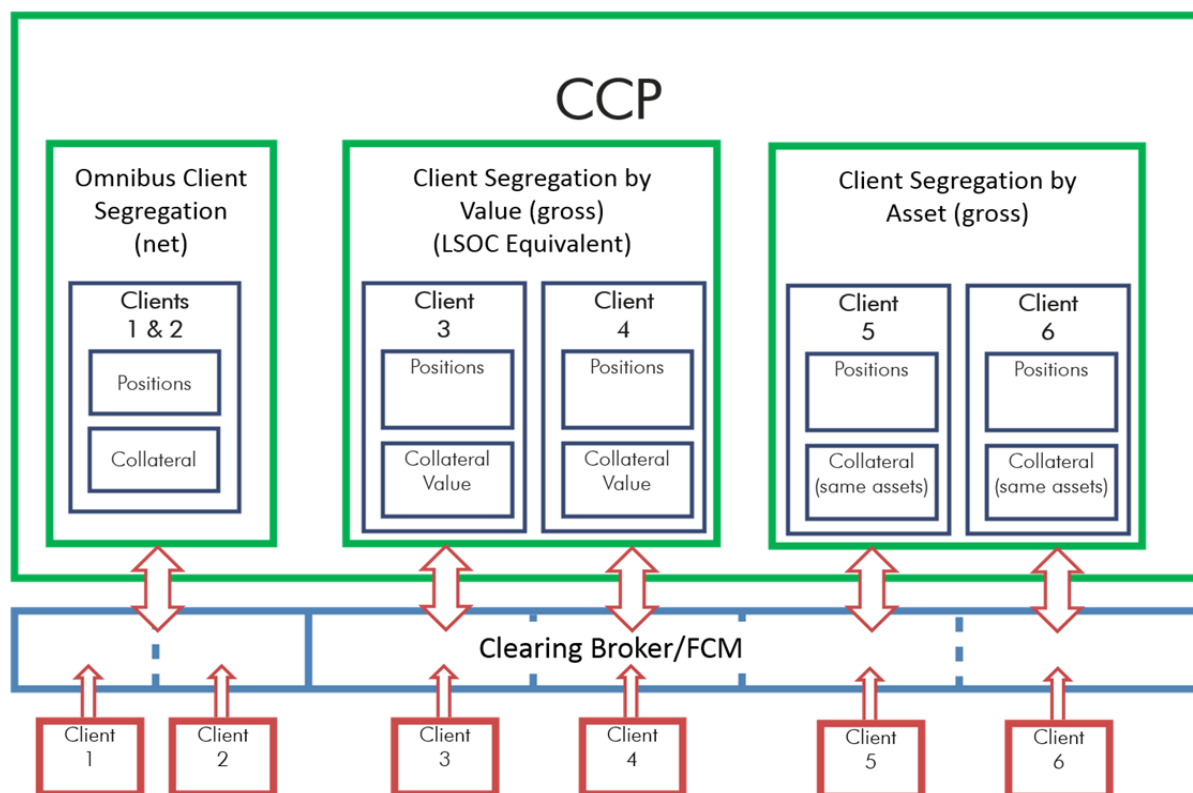 CCP
Omnibus Client
Segregation
(net)
Clients
1 & 2
Positions
Collateral
Client Segregation by
Value (gross)
(LSOC Equivalent)
Client
3
Positions
Collateral
Value
Client
4
Positions
Collateral
Value
Client Segregation by
Asset (gross)
Client
5
Positions
Collateral
(same assets)
Client
6
Positions
Collateral
(same assets)
Clearing Broker/FCM
Client
1
Client
2
Client
3
Client
4
Client
5
Client
6